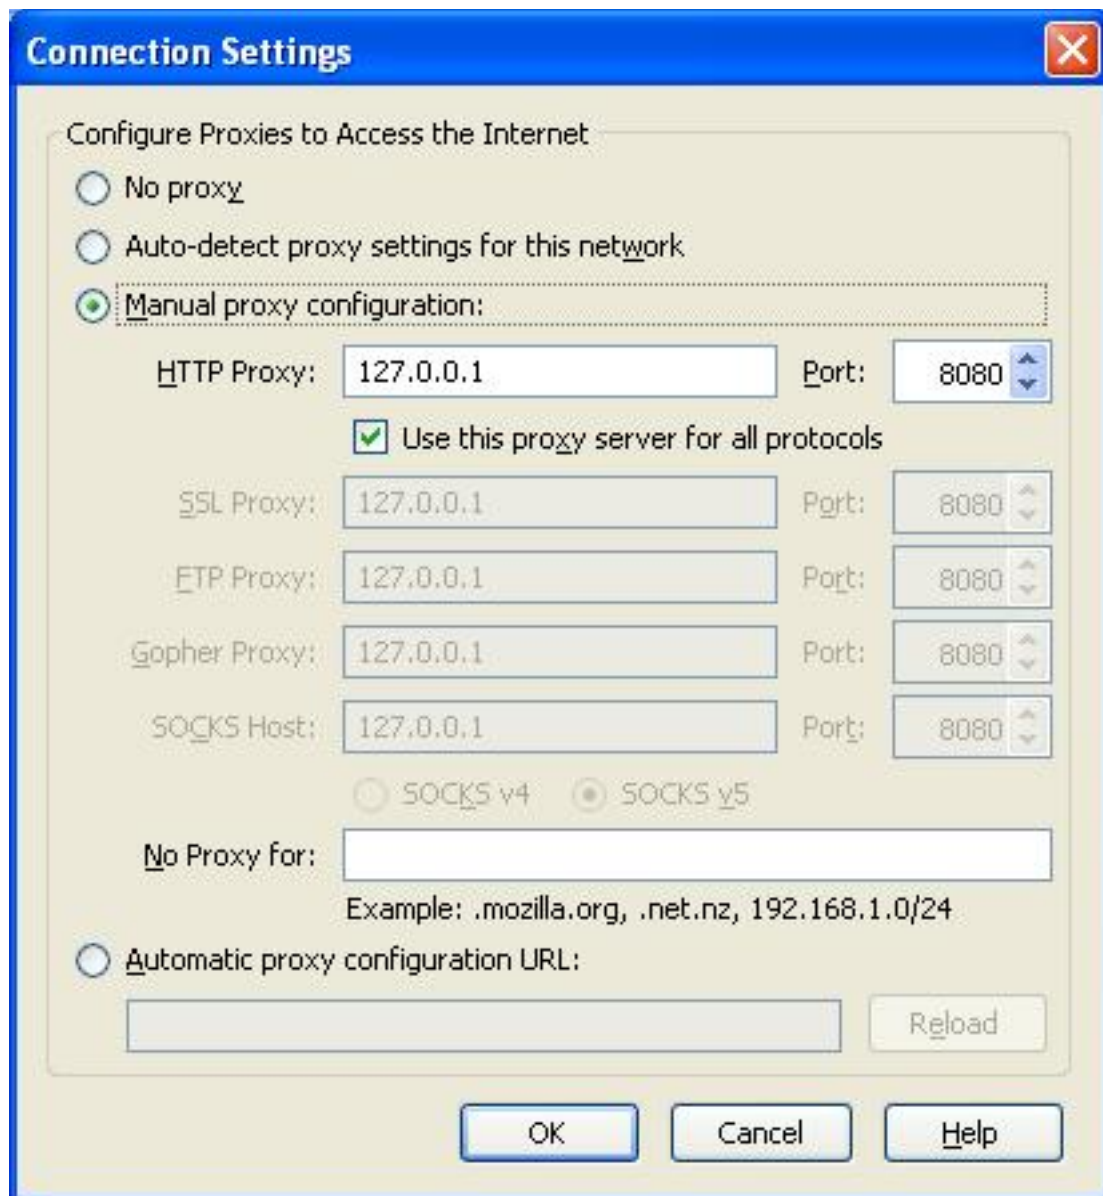 Connection Settings
Configure Proxies to Access the Internet
No proxy
Auto-detect proxy settings for this network
Manual proxy configuration:
HTTP Proxy: 127.0.0.1 Port: 8080
Use this proxy server for all protocols
SSL Proxy: 127.0.0.1 Port: 8080
FTP Proxy: 127.0.0.1 Port: 8080
Gopher Proxy: 127.0.0.1 Port: 8080
SOCKS Host: 127.0.0.1 Port: 8080
SOCKS v4 SOCKS v5
No Proxy for:
Example: .mozilla.org, .net.nz, 192.168.1.0/24
Automatic proxy configuration URL:
Reload
OK Cancel Help